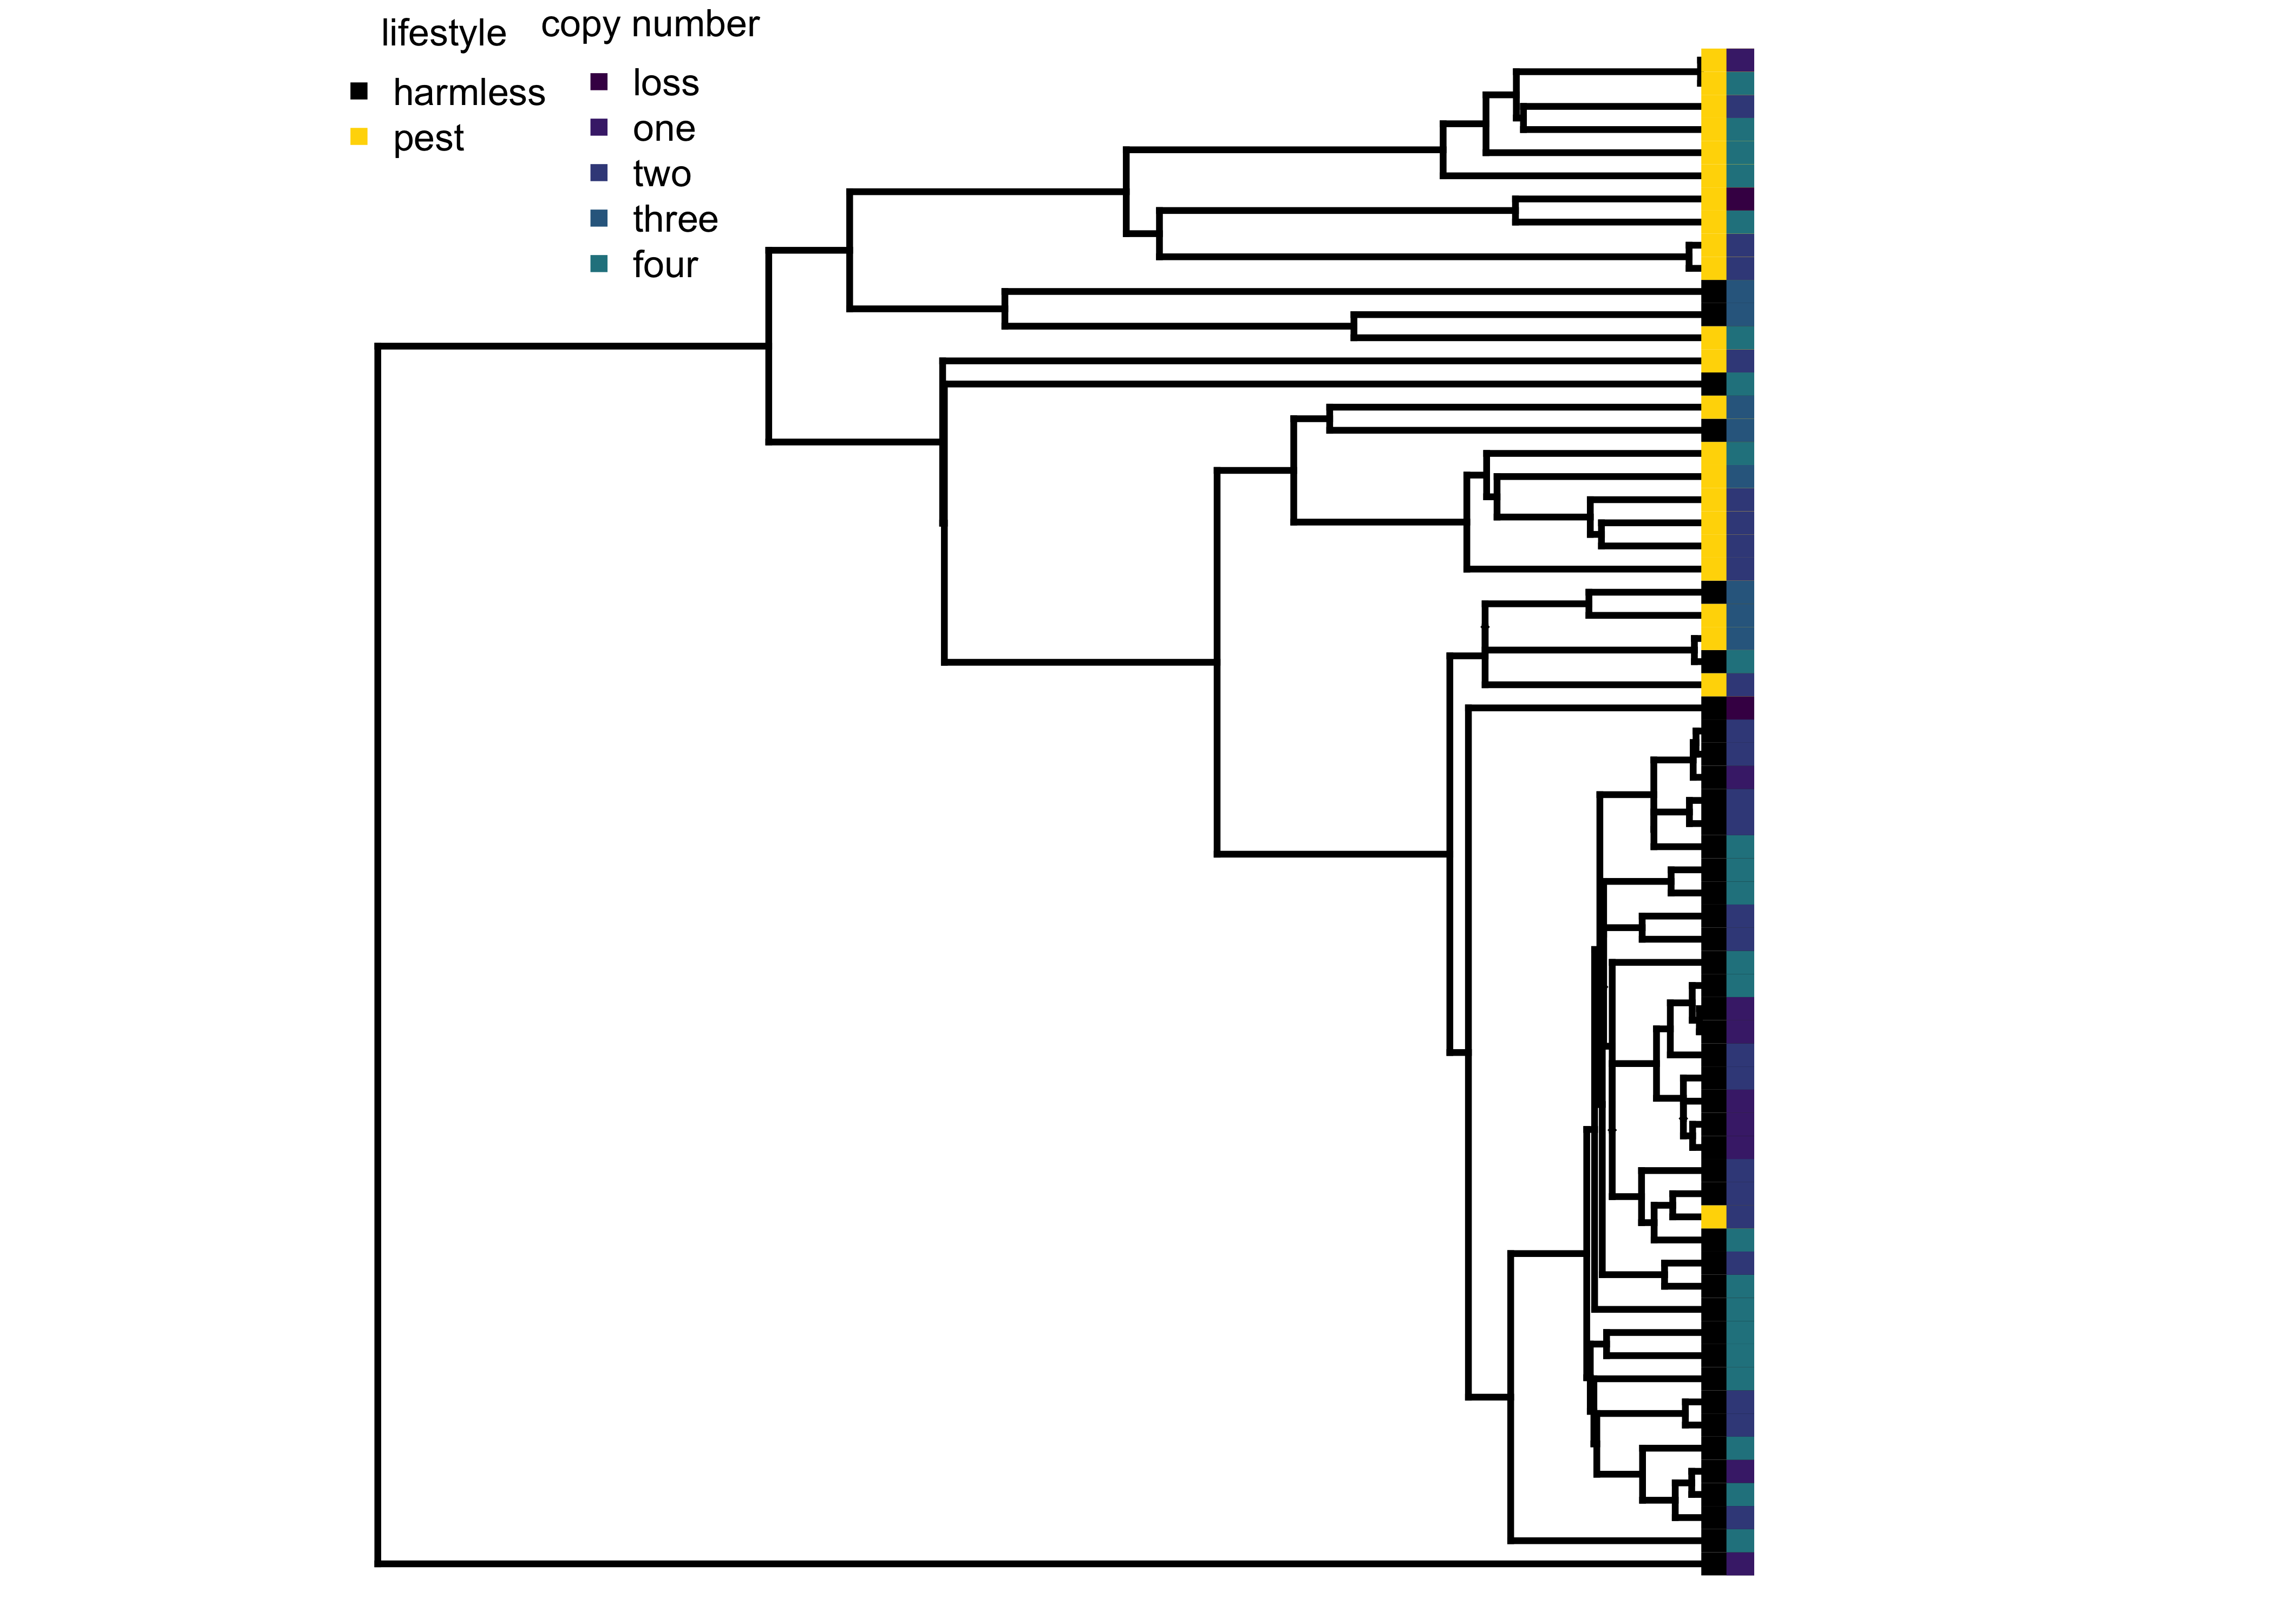 lifestyle
harmless
pest
copy number
loss
one
two
three
four